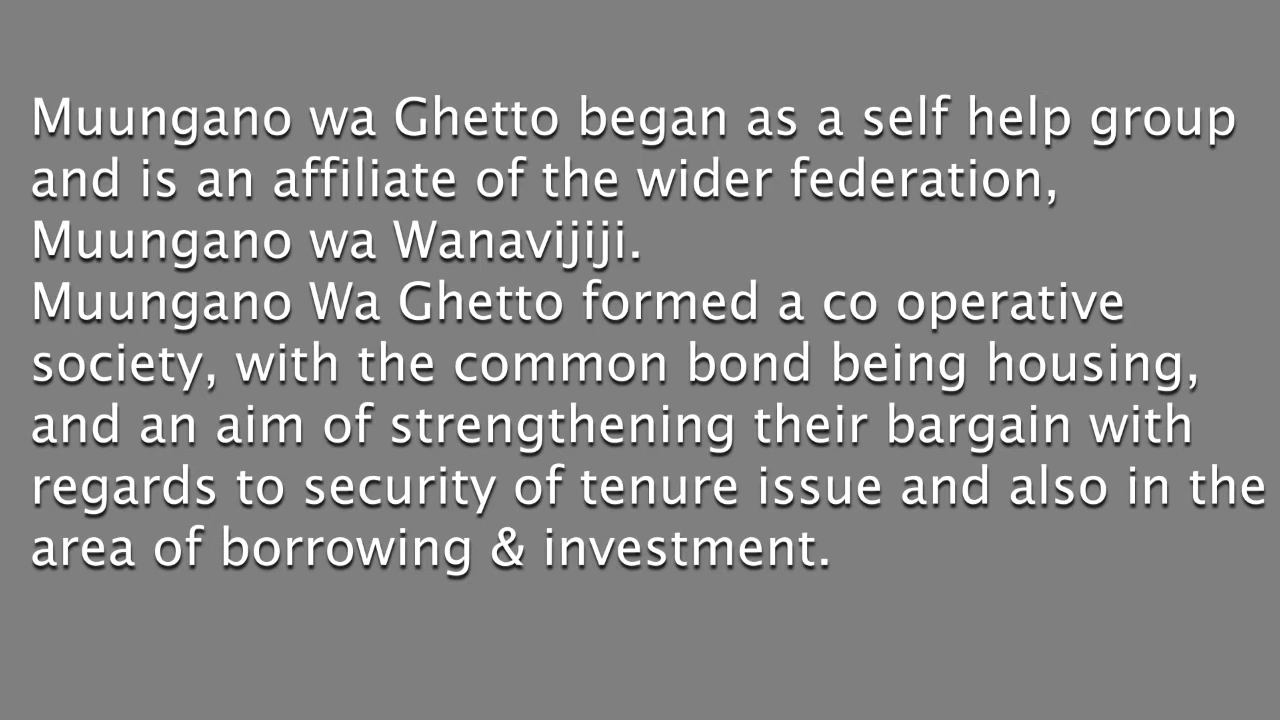 Muungano wa Ghetto began as a self help group
and is an affiliate of the wider federation,
Muungano wa Wanavijiji.
Muungano Wa Ghetto formed a co operative
society, with the common bond being housing,
and an aim of strengthening their bargain with
regards to security of tenure issue and also in the
area of borrowing & investment.